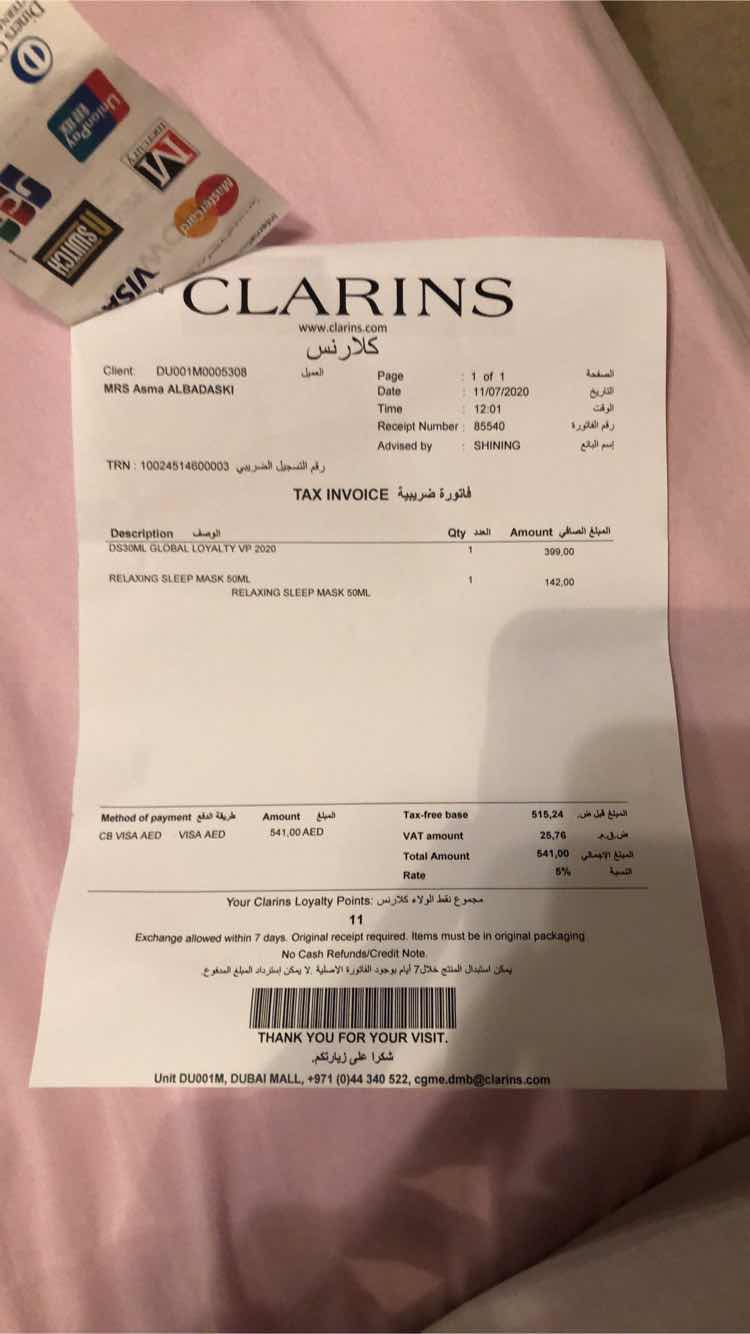 Diners C
UnionPay
mercury
MasterCard
JCB
NSWITCH
VISA
CLARINS
www.clarins.com
كلارنس
Client: DU001M0005308 العميل
MRS Asma ALBADASKI
Page : 1 of 1 الصفحة
Date : 11/07/2020 التاريخ
Time : 12:01 الوقت
Receipt Number : 85540 رقم الفاتورة
Advised by : SHINING إسم البائع
TRN : 10024514600003 رقم التسجيل الضريبي
TAX INVOICE فاتورة ضريبية
Description الوصف Qty العدد Amount المبلغ الصافي
DS30ML GLOBAL LOYALTY VP 2020 1 399,00
RELAXING SLEEP MASK 50ML 1 142,00
RELAXING SLEEP MASK 50ML
Method of payment طريقة الدفع Amount المبلغ
CB VISA AED VISA AED 541,00 AED
Tax-free base 515,24 المبلغ قبل ض.
VAT amount 25,76 ض.ق.م
Total Amount 541,00 المبلغ الإجمالي
Rate 5% النسبة
Your Clarins Loyalty Points: مجموع نقط الولاء كلارنس
11
Exchange allowed within 7 days. Original receipt required. Items must be in original packaging
No Cash Refunds/Credit Note.
يمكن استبدال المنتج خلال 7 أيام بوجود الفاتورة الاصلية. لا يمكن إسترداد المبلغ المدفوع.
THANK YOU FOR YOUR VISIT.
شكرا على زيارتكم.
Unit DU001M, DUBAI MALL, +971 (0)44 340 522, cgme.dmb@clarins.com